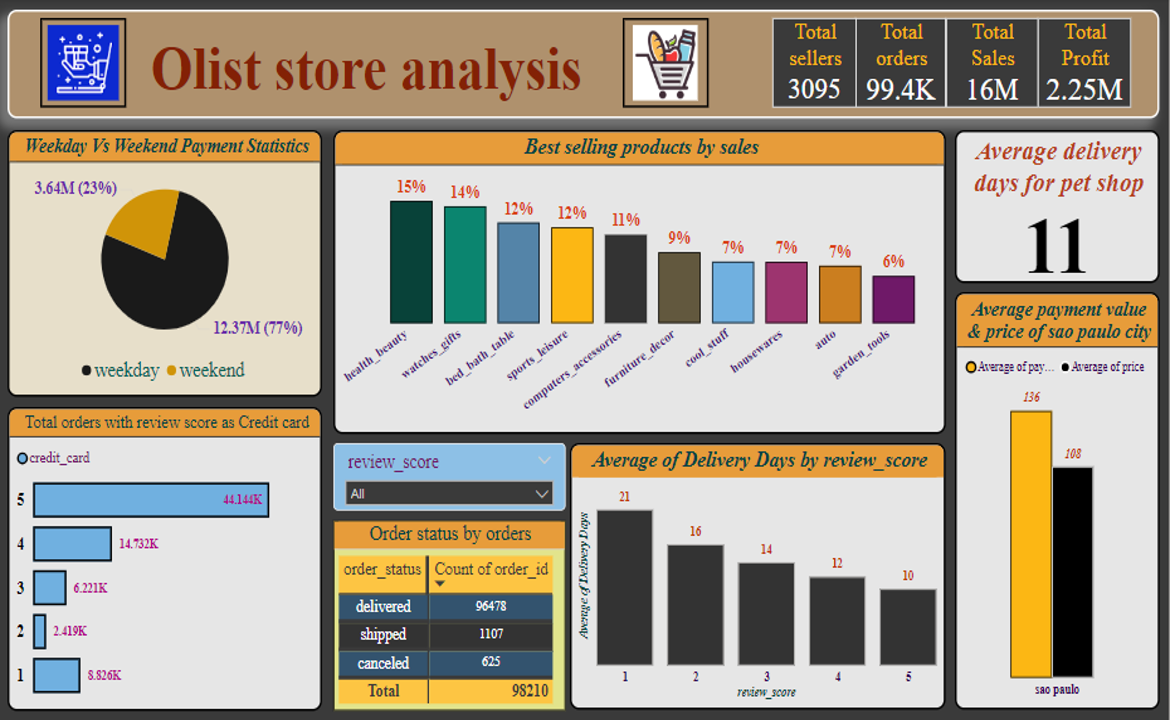 Olist store analysis
Total
sellers
3095
Total
orders
99.4K
Total
Sales
16M
Total
Profit
2.25M
Weekday Vs Weekend Payment Statistics
3.64M (23%)
12.37M (77%)
weekday weekend
Best selling products by sales
15%
14%
12%
12%
11%
9%
7%
7%
7%
6%
health_beauty
watches_gifts
bed_bath_table
sports_leisure
computers_accessories
furniture_decor
cool_stuff
housewares
auto
garden_tools
Average delivery
days for pet shop
11
Average payment value
& price of sao paulo city
Average of pay... Average of price
136
108
sao paulo
Total orders with review score as Credit card
credit_card
5 44.144K
4 14.732K
3 6.221K
2 2.419K
1 8.826K
review_score
All
Order status by orders
order_status Count of order_id
delivered 96478
shipped 1107
canceled 625
Total 98210
Average of Delivery Days by review_score
Average of Delivery Days
21
16
14
12
10
1 2 3 4 5
review_score